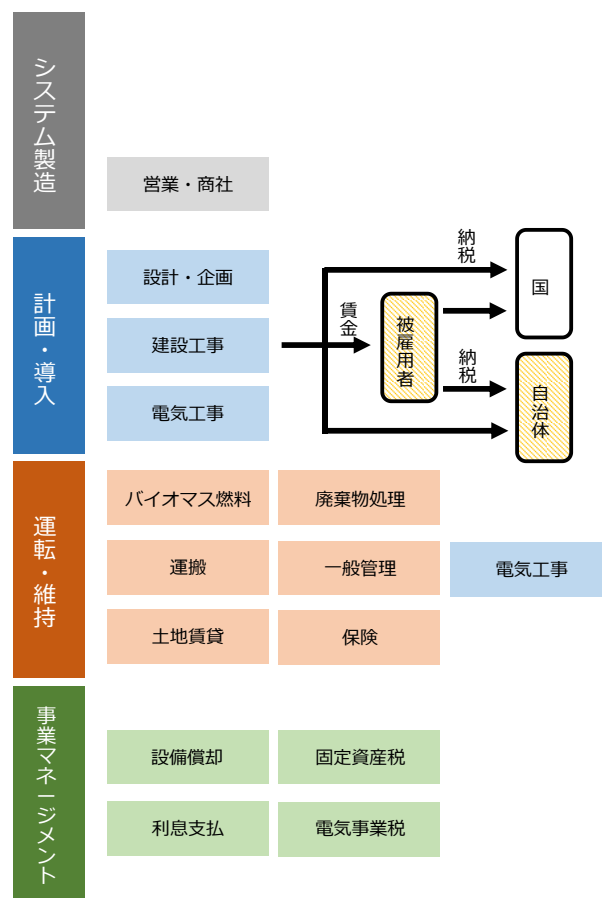 システム製造
営業・商社
計画・導入
設計・企画
建設工事
電気工事
賃金
被雇用者
納税
納税
国
自治体
運転・維持
バイオマス燃料
廃棄物処理
運搬
一般管理
電気工事
土地賃貸
保険
事業マネージメント
設備償却
固定資産税
利息支払
電気事業税